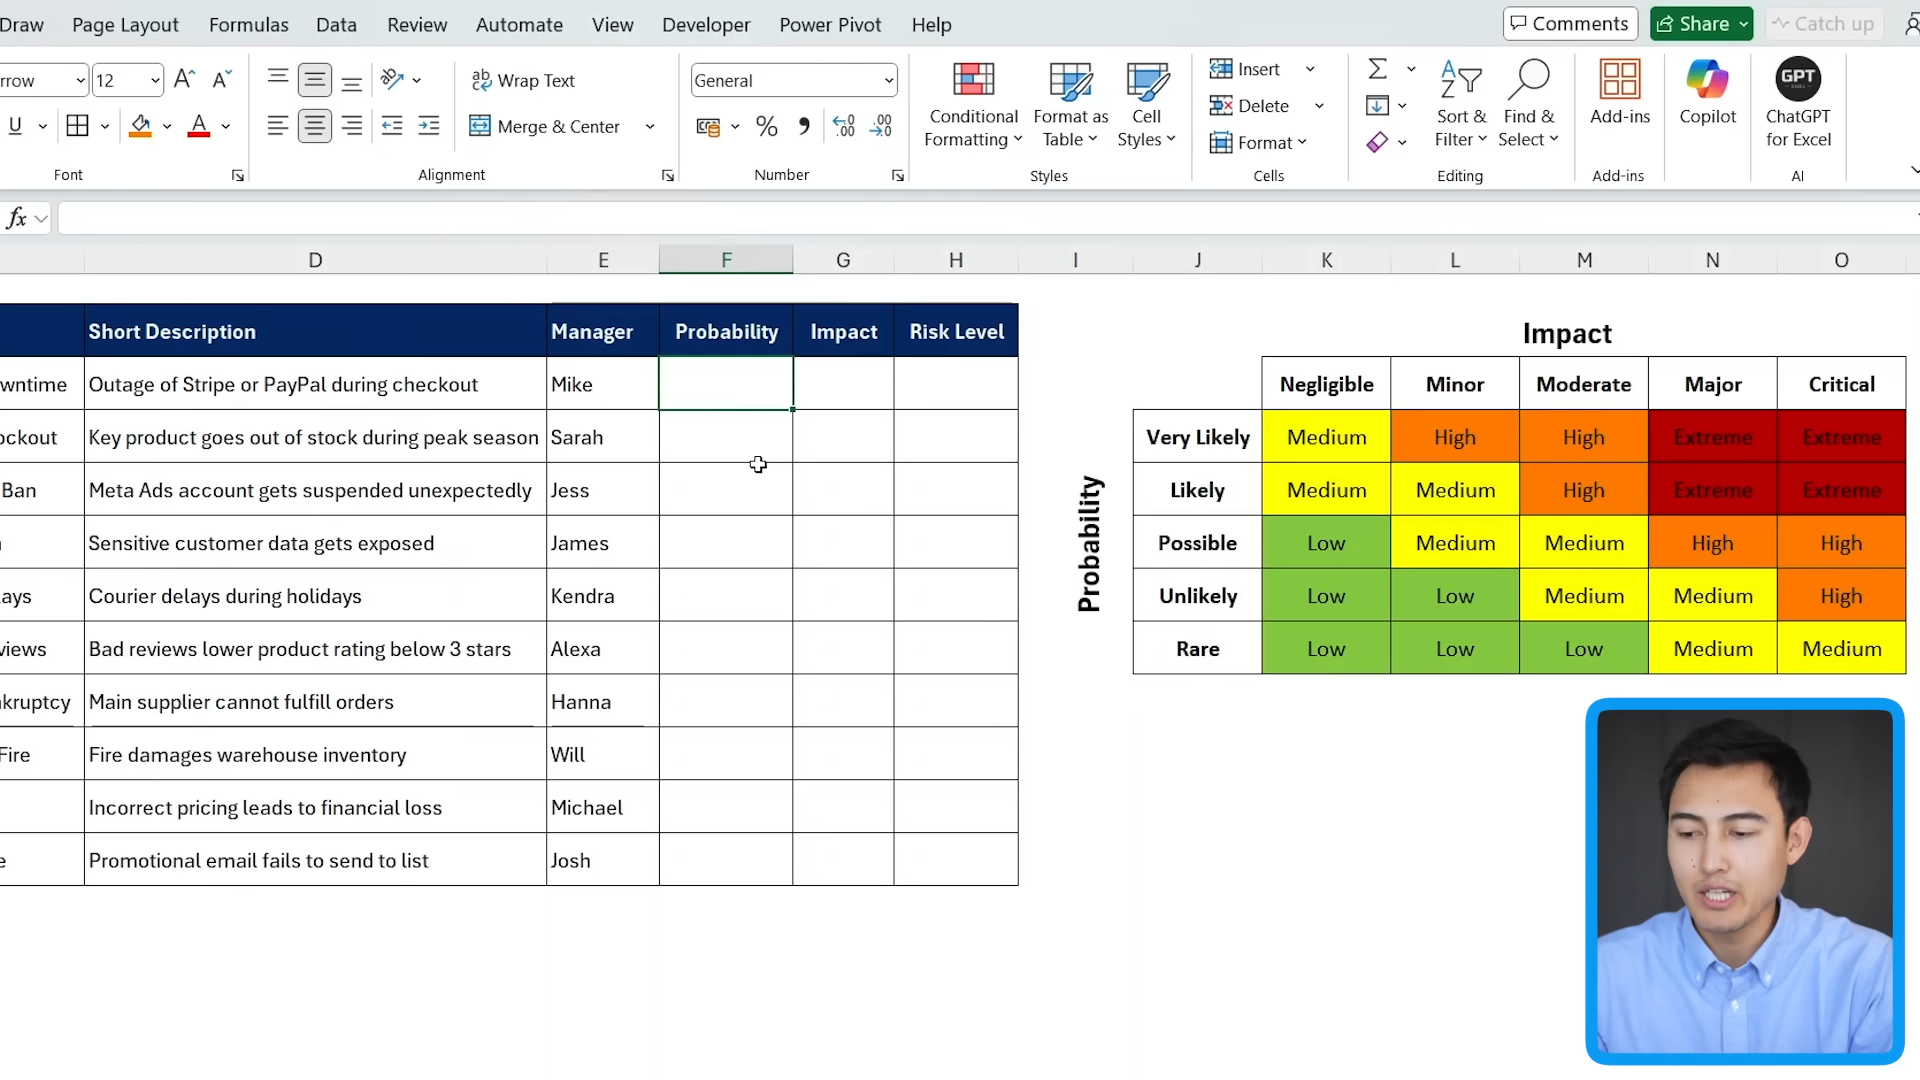 Draw Page Layout Formulas Data Review Automate View Developer Power Pivot Help Comments Share Catch up
rrow 12 A A Wrap Text General Insert
Conditional Formatting Format as Table Cell Styles Delete Sort & Filter Find & Select Add-ins Copilot ChatGPT for Excel
U A Merge & Center % Format
GPT
Font Alignment Number Styles Cells Editing Add-ins AI
fx
D E F G H I J K L M N O
Short Description Manager Probability Impact Risk Level
wntime Outage of Stripe or PayPal during checkout Mike
ockout Key product goes out of stock during peak season Sarah
Ban Meta Ads account gets suspended unexpectedly Jess
Sensitive customer data gets exposed James
ays Courier delays during holidays Kendra
views Bad reviews lower product rating below 3 stars Alexa
kruptcy Main supplier cannot fulfill orders Hanna
Fire Fire damages warehouse inventory Will
Incorrect pricing leads to financial loss Michael
e Promotional email fails to send to list Josh
Impact
Negligible Minor Moderate Major Critical
Probability
Very Likely Medium High High Extreme Extreme
Likely Medium Medium High Extreme Extreme
Possible Low Medium Medium High High
Unlikely Low Low Medium Medium High
Rare Low Low Low Medium Medium